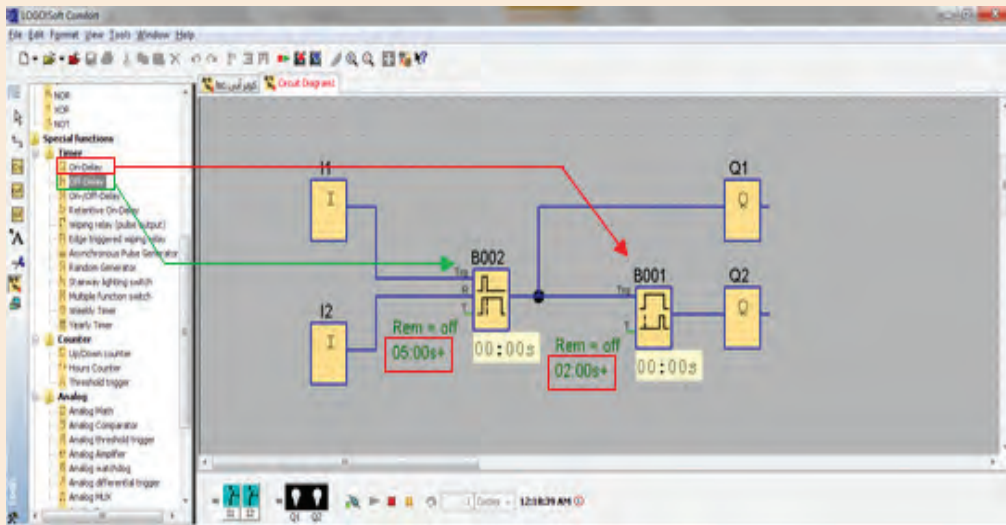 LOGO!Soft Comfort
File Edit Format View Tools Window Help
Circuit Diagram1
NOR
XOR
NOT
Special functions
Timer
On-Delay
Off-Delay
On-/Off-Delay
Retentive On-Delay
Wiping relay (pulse output)
Edge triggered wiping relay
Asynchronous Pulse Generator
Random Generator
Stairway lighting switch
Multiple function switch
Weekly Timer
Yearly Timer
Counter
Up/Down counter
Hours Counter
Threshold trigger
Analog
Analog Math
Analog Comparator
Analog threshold trigger
Analog Amplifier
Analog watchdog
Analog differential trigger
Analog MUX
I1
I
I2
I
B002
Trg
R
T
Rem = off
05:00s+
00:00s
B001
Trg
T
Rem = off
02:00s+
00:00s
Q1
Q
Q2
Q
I1 I2
Q1 Q2
1 Cycles
12:18:39 AM